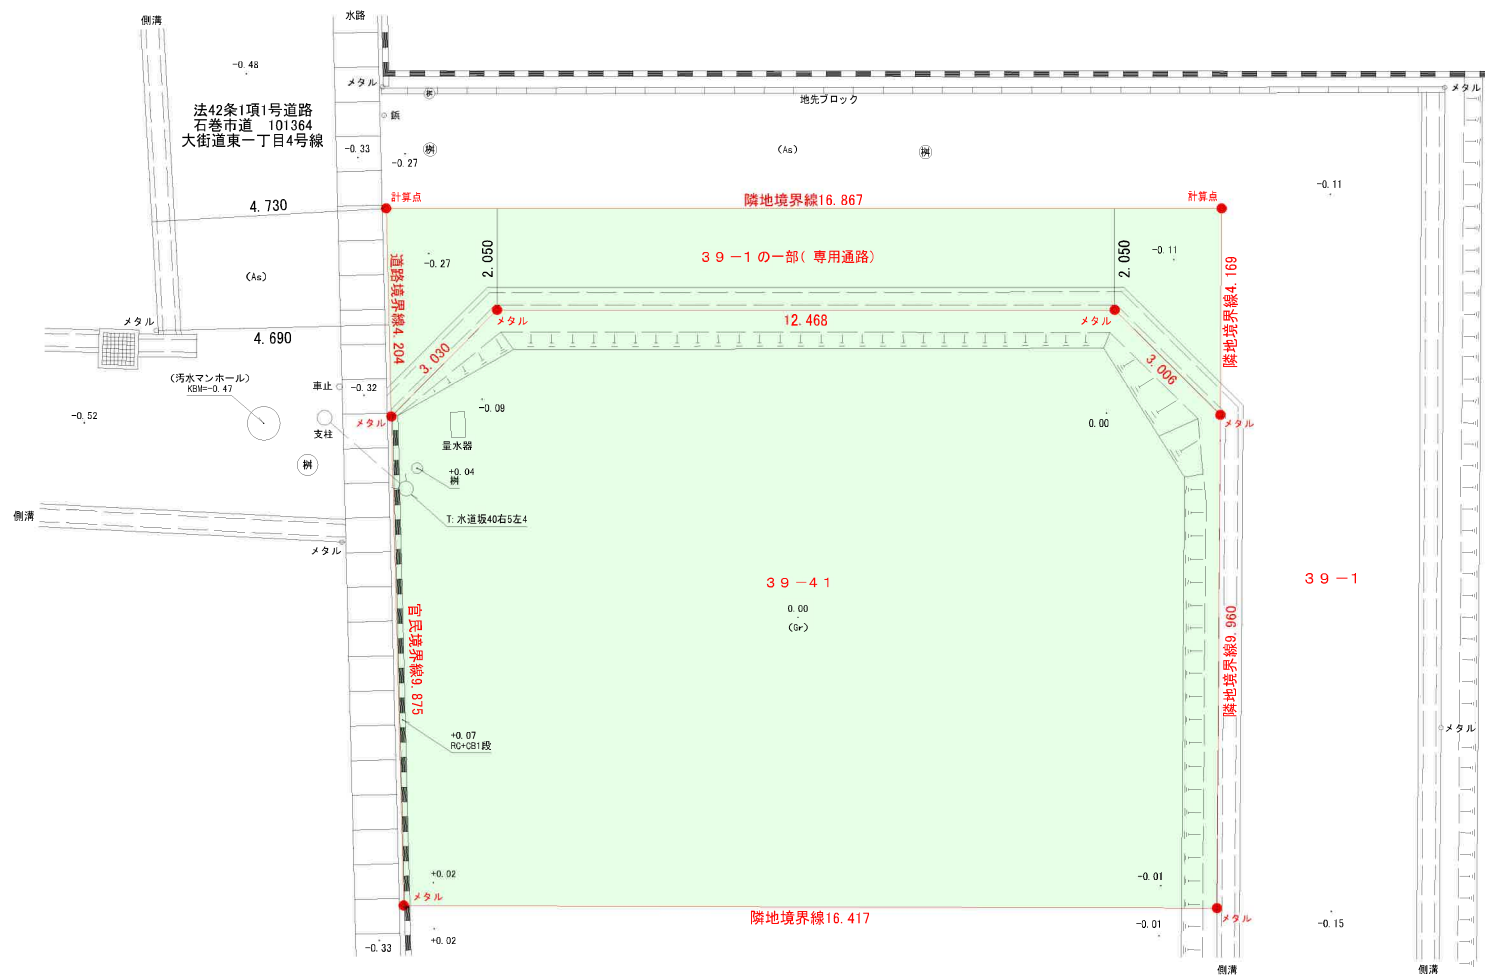 側溝
水路
-0.48
メタル
メタル
桝
地先ブロック
法42条1項1号道路
石巻市道 101364
大街道東一丁目4号線
鎮
-0.33
-0.27
桝
(As)
桝
-0.11
計算点
隣地境界線16.867
計算点
4.730
2.050
2.050
-0.27
39-1の一部(専用通路)
-0.11
(As)
道路境界線4.204
隣地境界線4.169
メタル
メタル
12.468
メタル
4.690
3.030
3.006
(汚水マンホール)
KBM=-0.47
車止
-0.32
-0.52
-0.09
0.00
メタル
メタル
支柱
量水器
桝
+0.04
桝
側溝
T:水道坂40右5左4
メタル
39-41
39-1
0.00
(Gr)
官民境界線9.875
隣地境界線9.960
+0.07
RC+CB1段
メタル
+0.02
-0.01
メタル
隣地境界線16.417
メタル
-0.01
-0.15
-0.33
+0.02
側溝
側溝